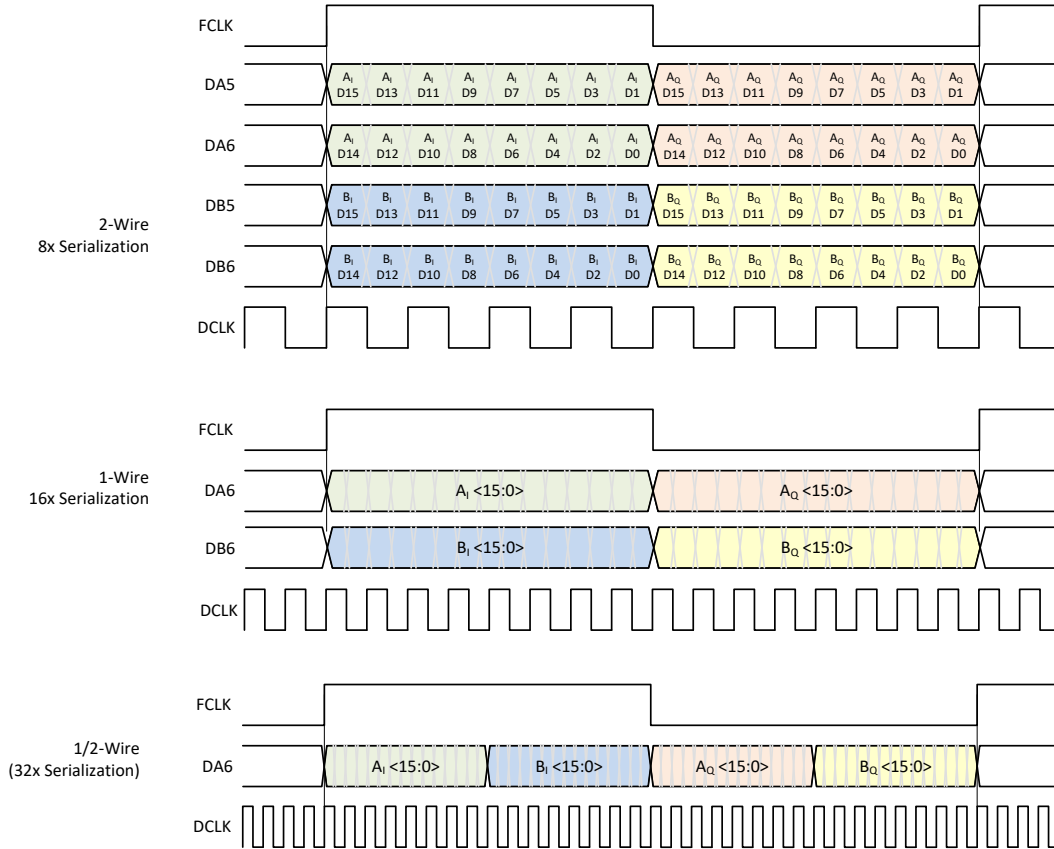 FCLK
DA5
A_I A_I A_I A_I A_I A_I A_I A_I A_Q A_Q A_Q A_Q A_Q A_Q A_Q A_Q
D15 D13 D11 D9 D7 D5 D3 D1 D15 D13 D11 D9 D7 D5 D3 D1
DA6
A_I A_I A_I A_I A_I A_I A_I A_I A_Q A_Q A_Q A_Q A_Q A_Q A_Q A_Q
D14 D12 D10 D8 D6 D4 D2 D0 D14 D12 D10 D8 D6 D4 D2 D0
DB5
B_I B_I B_I B_I B_I B_I B_I B_I B_Q B_Q B_Q B_Q B_Q B_Q B_Q B_Q
D15 D13 D11 D9 D7 D5 D3 D1 D15 D13 D11 D9 D7 D5 D3 D1
2-Wire
8x Serialization
DB6
B_I B_I B_I B_I B_I B_I B_I B_I B_Q B_Q B_Q B_Q B_Q B_Q B_Q B_Q
D14 D12 D10 D8 D6 D4 D2 D0 D14 D12 D10 D8 D6 D4 D2 D0
DCLK
FCLK
1-Wire
16x Serialization
DA6 A_I <15:0> A_Q <15:0>
DB6 B_I <15:0> B_Q <15:0>
DCLK
FCLK
1/2-Wire
(32x Serialization)
DA6 A_I <15:0> B_I <15:0> A_Q <15:0> B_Q <15:0>
DCLK